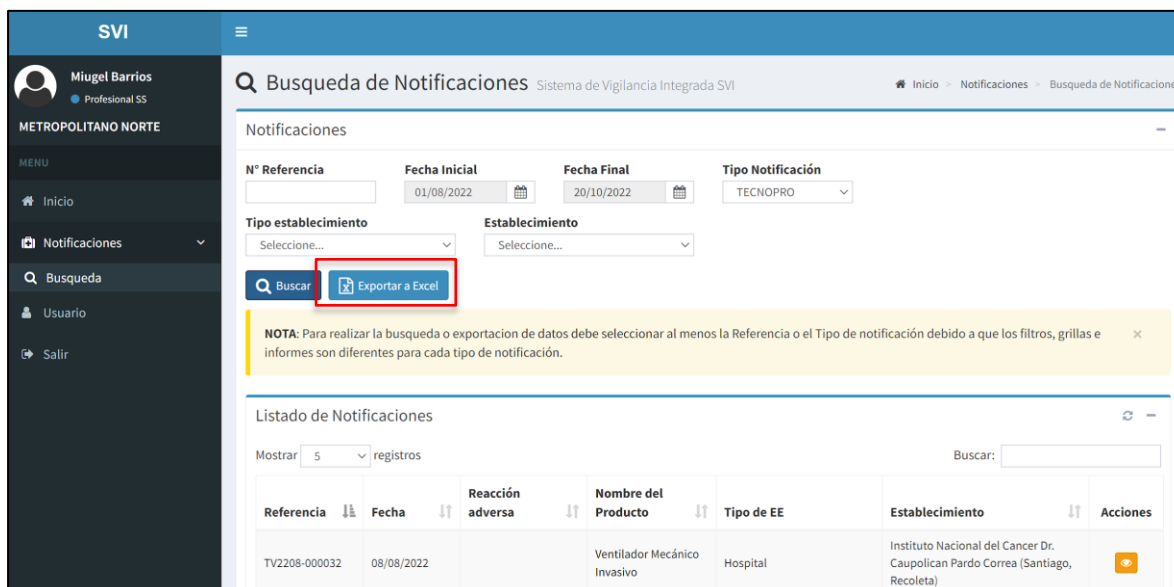 SVI
Miugel Barrios
Profesional SS
METROPOLITANO NORTE
MENU
Inicio
Notificaciones
Busqueda
Usuario
Salir
Busqueda de Notificaciones Sistema de Vigilancia Integrada SVI
Inicio > Notificaciones > Busqueda de Notificacione
Notificaciones
N° Referencia Fecha Inicial Fecha Final Tipo Notificación
01/08/2022 20/10/2022 TECNOPRO
Tipo establecimiento Establecimiento
Seleccione... Seleccione...
Buscar Exportar a Excel
NOTA: Para realizar la busqueda o exportacion de datos debe seleccionar al menos la Referencia o el Tipo de notificación debido a que los filtros, grillas e
informes son diferentes para cada tipo de notificación.
Listado de Notificaciones
Mostrar 5 registros Buscar:
Reacción Nombre del
Referencia Fecha adversa Producto Tipo de EE Establecimiento Acciones
Instituto Nacional del Cancer Dr.
Ventilador Mecánico
TV2208-000032 08/08/2022 Hospital Caupolican Pardo Correa (Santiago,
Invasivo
Recoleta)